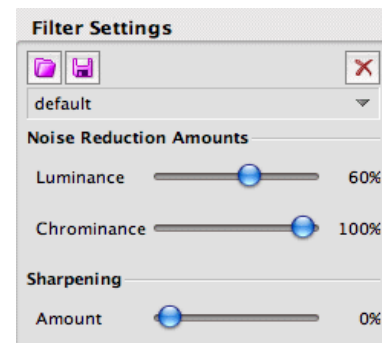 Filter Settings
default
Noise Reduction Amounts
Luminance 60%
Chrominance 100%
Sharpening
Amount 0%